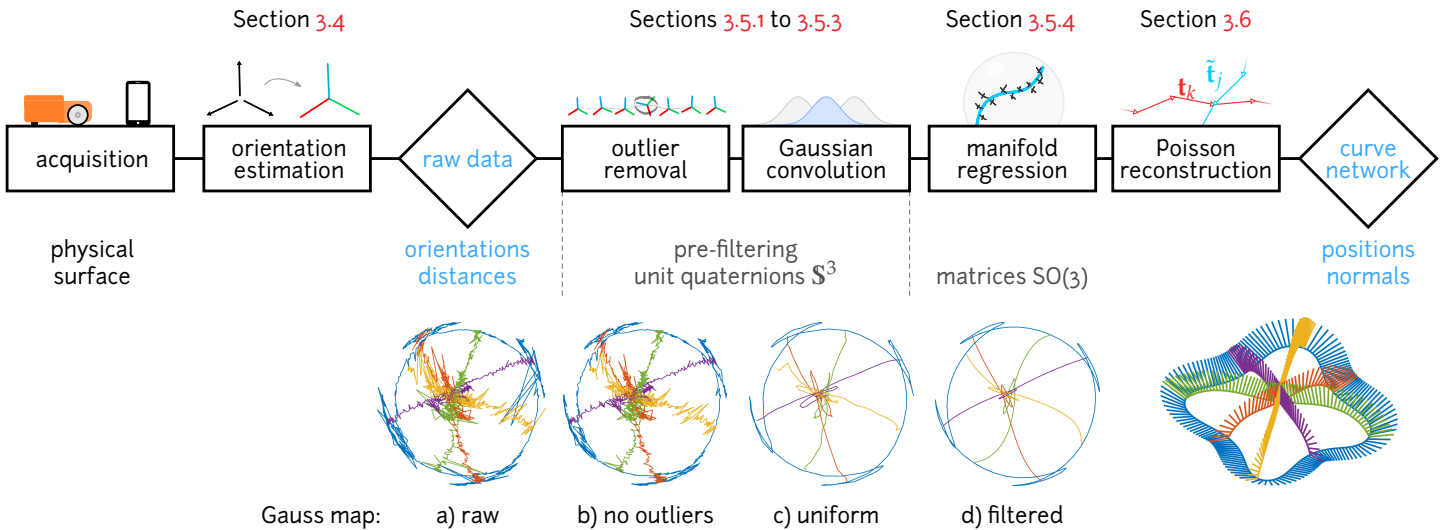 Section 3.4
Sections 3.5.1 to 3.5.3
Section 3.5.4
Section 3.6
t_k
t̃_j
acquisition
orientation
estimation
raw data
outlier
removal
Gaussian
convolution
manifold
regression
Poisson
reconstruction
curve
network
physical
surface
orientations
distances
pre-filtering
unit quaternions 𝕊³
matrices SO(3)
positions
normals
Gauss map:
a) raw
b) no outliers
c) uniform
d) filtered